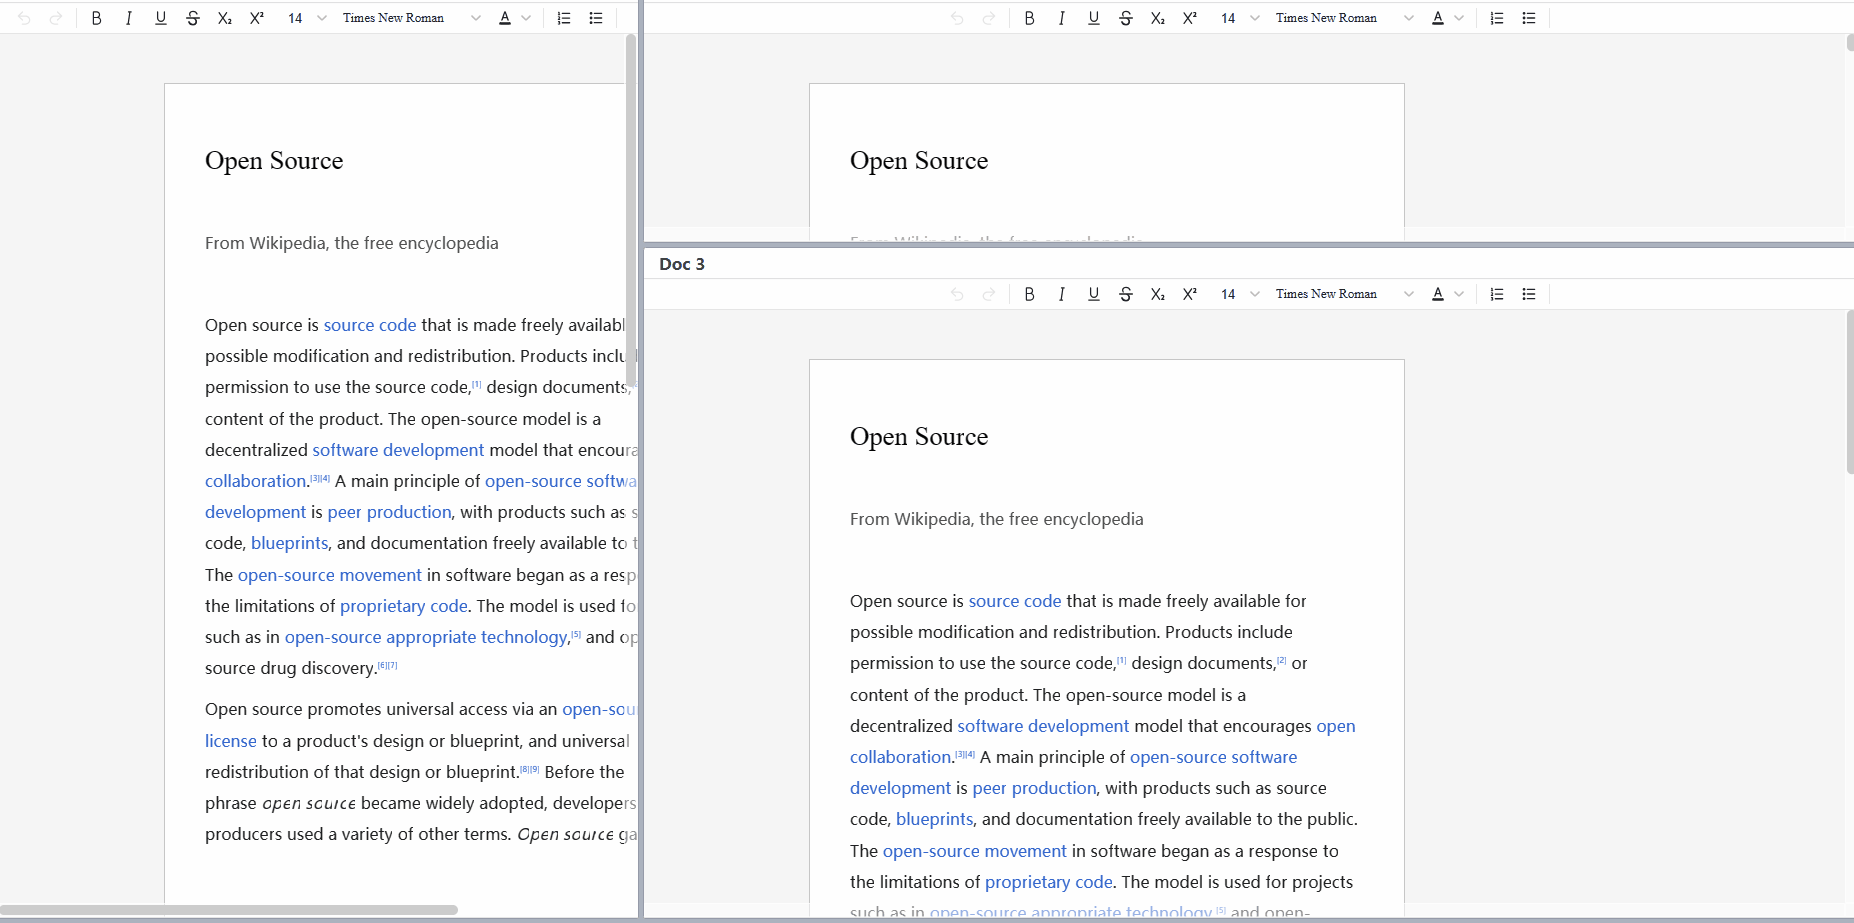 B I U S X₂ X² 14 Times New Roman A
Open Source
From Wikipedia, the free encyclopedia
Open source is source code that is made freely availabl
possible modification and redistribution. Products inclu
permission to use the source code,[1] design documents,
content of the product. The open-source model is a
decentralized software development model that encoura
collaboration.[3][4] A main principle of open-source softwa
development is peer production, with products such as s
code, blueprints, and documentation freely available to t
The open-source movement in software began as a resp
the limitations of proprietary code. The model is used fo
such as in open-source appropriate technology,[5] and op
source drug discovery.[6][7]
Open source promotes universal access via an open-sou
license to a product's design or blueprint, and universal
redistribution of that design or blueprint.[8][9] Before the
phrase open source became widely adopted, developers
producers used a variety of other terms. Open source ga
B I U S X₂ X² 14 Times New Roman A
Open Source
From Wikipedia, the free encyclopedia
Doc 3
B I U S X₂ X² 14 Times New Roman A
Open Source
From Wikipedia, the free encyclopedia
Open source is source code that is made freely available for
possible modification and redistribution. Products include
permission to use the source code,[1] design documents,[2] or
content of the product. The open-source model is a
decentralized software development model that encourages open
collaboration.[3][4] A main principle of open-source software
development is peer production, with products such as source
code, blueprints, and documentation freely available to the public.
The open-source movement in software began as a response to
the limitations of proprietary code. The model is used for projects
such as in open-source appropriate technology,[5] and open-